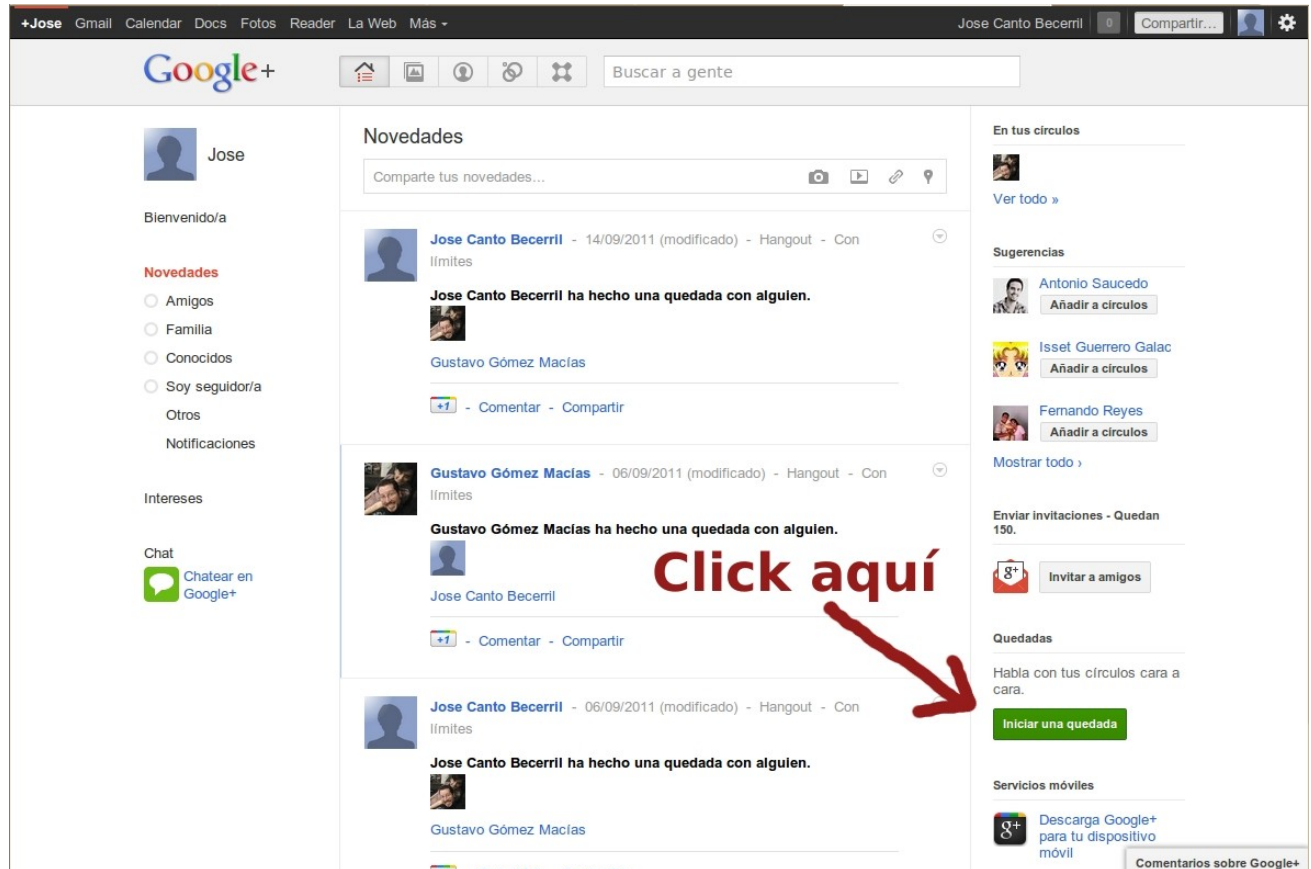 +Jose Gmail Calendar Docs Fotos Reader La Web Más
Jose Canto Becerril 0 Compartir...
Google+
Buscar a gente
Jose
Bienvenido/a
Novedades
Amigos
Familia
Conocidos
Soy seguidor/a
Otros
Notificaciones
Intereses
Chat
Chatear en
Google+
Novedades
Comparte tus novedades...
Jose Canto Becerril - 14/09/2011 (modificado) - Hangout - Con
límites
Jose Canto Becerril ha hecho una quedada con alguien.
Gustavo Gómez Macías
+1 - Comentar - Compartir
Gustavo Gómez Macías - 06/09/2011 (modificado) - Hangout - Con
límites
Gustavo Gómez Macías ha hecho una quedada con alguien.
Jose Canto Becerril
+1 - Comentar - Compartir
Jose Canto Becerril - 06/09/2011 (modificado) - Hangout - Con
límites
Jose Canto Becerril ha hecho una quedada con alguien.
Gustavo Gómez Macías
Click aquí
En tus círculos
Ver todo »
Sugerencias
Antonio Saucedo
Añadir a círculos
Isset Guerrero Galac
Añadir a círculos
Fernando Reyes
Añadir a círculos
Mostrar todo ›
Enviar invitaciones - Quedan
150.
g+ Invitar a amigos
Quedadas
Habla con tus círculos cara a
cara.
Iniciar una quedada
Servicios móviles
g+
Descarga Google+
para tu dispositivo
móvil
Comentarios sobre Google+